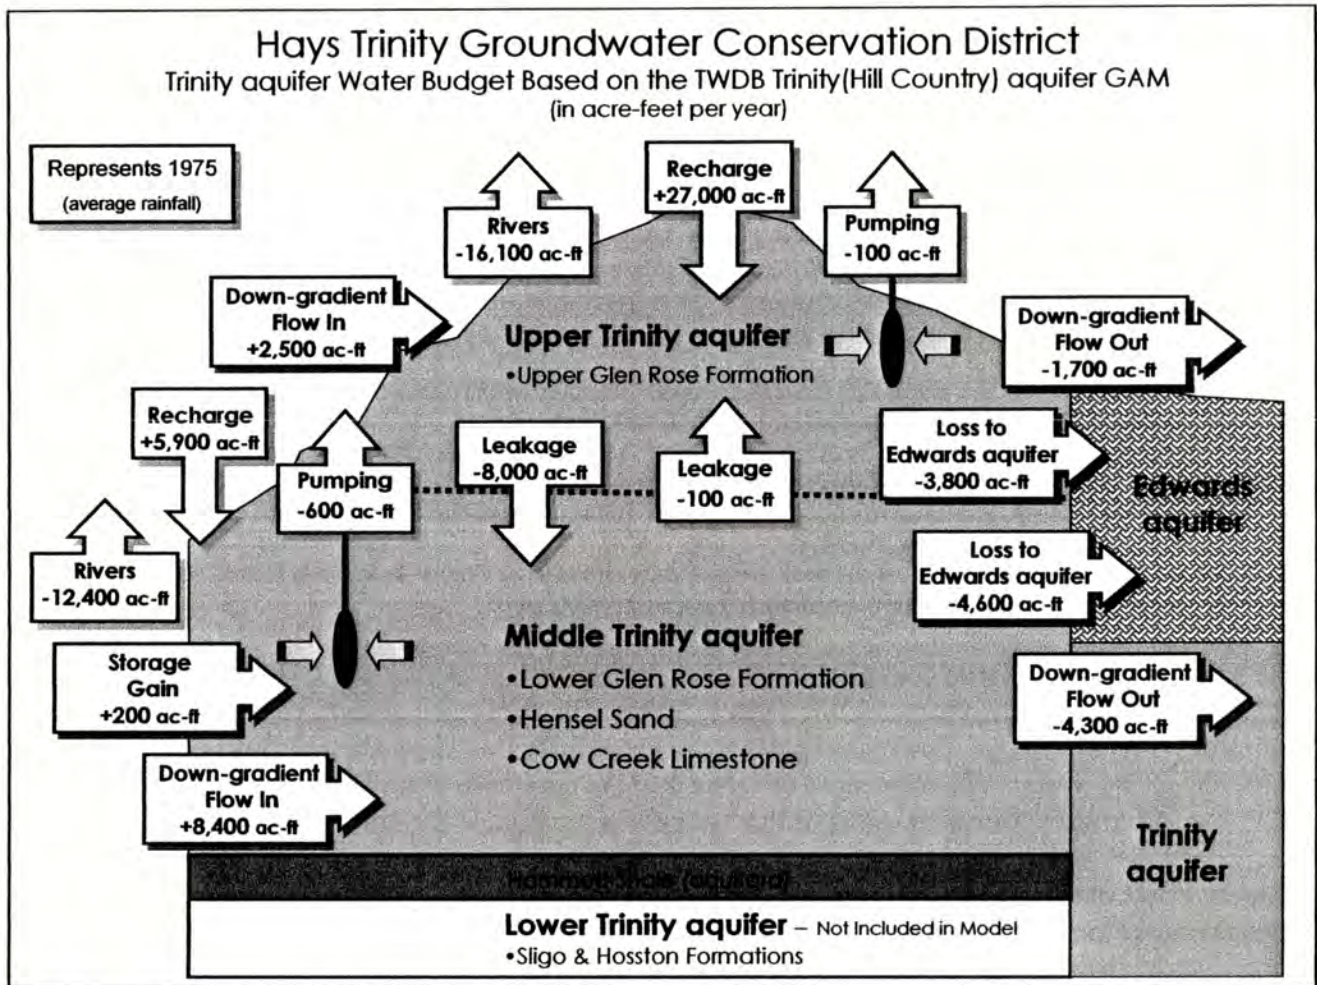 Hays Trinity Groundwater Conservation District
Trinity aquifer Water Budget Based on the TWDB Trinity(Hill Country) aquifer GAM
(in acre-feet per year)
Represents 1975
(average rainfall)
Rivers
-16,100 ac-ft
Recharge
+27,000 ac-ft
Pumping
-100 ac-ft
Down-gradient
Flow In
+2,500 ac-ft
Upper Trinity aquifer
•Upper Glen Rose Formation
Down-gradient
Flow Out
-1,700 ac-ft
Recharge
+5,900 ac-ft
Pumping
-600 ac-ft
Leakage
-8,000 ac-ft
Leakage
-100 ac-ft
Loss to
Edwards aquifer
-3,800 ac-ft
Edwards
aquifer
Rivers
-12,400 ac-ft
Loss to
Edwards aquifer
-4,600 ac-ft
Storage
Gain
+200 ac-ft
Middle Trinity aquifer
•Lower Glen Rose Formation
•Hensel Sand
•Cow Creek Limestone
Down-gradient
Flow Out
-4,300 ac-ft
Down-gradient
Flow In
+8,400 ac-ft
Trinity
aquifer
Hammett Shale (aquitard)
Lower Trinity aquifer – Not Included in Model
•Sligo & Hosston Formations